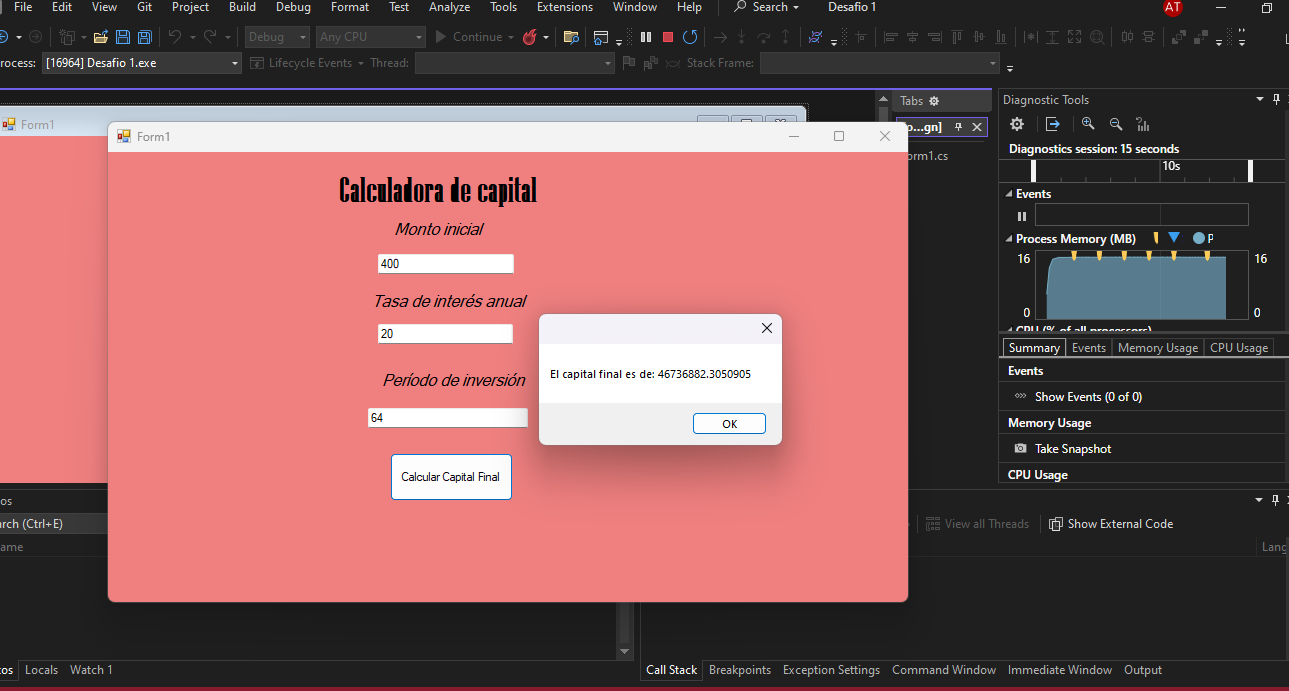 File Edit View Git Project Build Debug Format Test Analyze Tools Extensions Window Help Search Desafio 1 AT
Debug Any CPU Continue
rocess: [16964] Desafio 1.exe Lifecycle Events Thread: Stack Frame:
Form1
Form1
Calculadora de capital
Monto inicial
400
Tasa de interés anual
20
Período de inversión
64
Calcular Capital Final
El capital final es de: 46736882.3050905
OK
Tabs
o...gn]
orm1.cs
Diagnostic Tools
Diagnostics session: 15 seconds
10s
Events
Process Memory (MB) P
16 16
0 0
CPU (% of all processors)
Summary Events Memory Usage CPU Usage
Events
Show Events (0 of 0)
Memory Usage
Take Snapshot
CPU Usage
os
arch (Ctrl+E)
ame
View all Threads Show External Code
Lang
tos Locals Watch 1
Call Stack Breakpoints Exception Settings Command Window Immediate Window Output